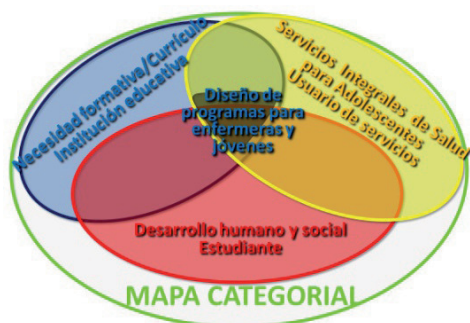 Necesidad formativa/Currículo
Institución educativa
Servicios Integrales de Salud
para Adolescentes
Usuario de servicios
Diseño de
programas para
enfermeras y
jóvenes
Desarrollo humano y social
Estudiante
MAPA CATEGORIAL